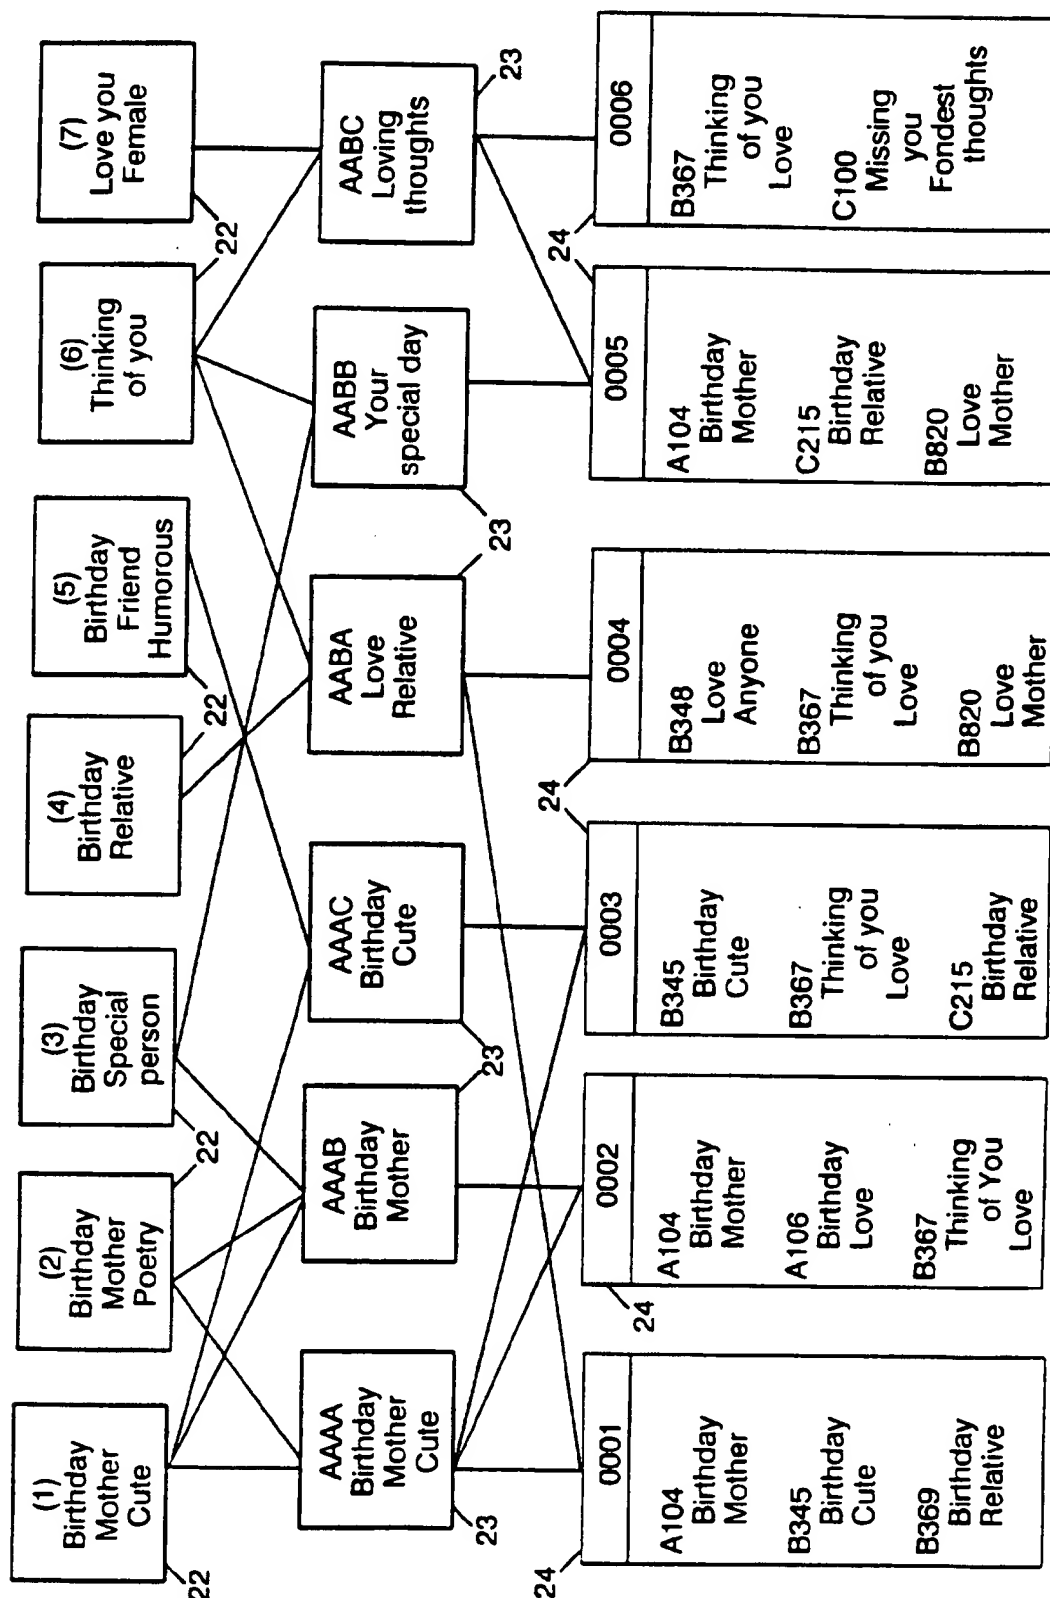 (1)
Birthday
Mother
Cute
22
(2)
Birthday
Mother
Poetry
(3)
Birthday
Special
person
22
(4)
Birthday
Relative
(5)
Birthday
Friend
Humorous
22
(6)
Thinking
of you
(7)
Love you
Female
22
AAAA
Birthday
Mother
Cute
23
AAAB
Birthday
Mother
AAAC
Birthday
Cute
23
AABA
Love
Relative
AABB
Your
special day
23
AABC
Loving
thoughts
23
24
0001
A104
Birthday
Mother
B345
Birthday
Cute
B369
Birthday
Relative
24
0002
A104
Birthday
Mother
A106
Birthday
Love
B367
Thinking
of You
Love
0003
B345
Birthday
Cute
B367
Thinking
of you
Love
C215
Birthday
Relative
24
0004
B348
Love
Anyone
B367
Thinking
of you
Love
B820
Love
Mother
0005
A104
Birthday
Mother
C215
Birthday
Relative
B820
Love
Mother
24
0006
B367
Thinking
of you
Love
C100
Missing
you
Fondest
thoughts